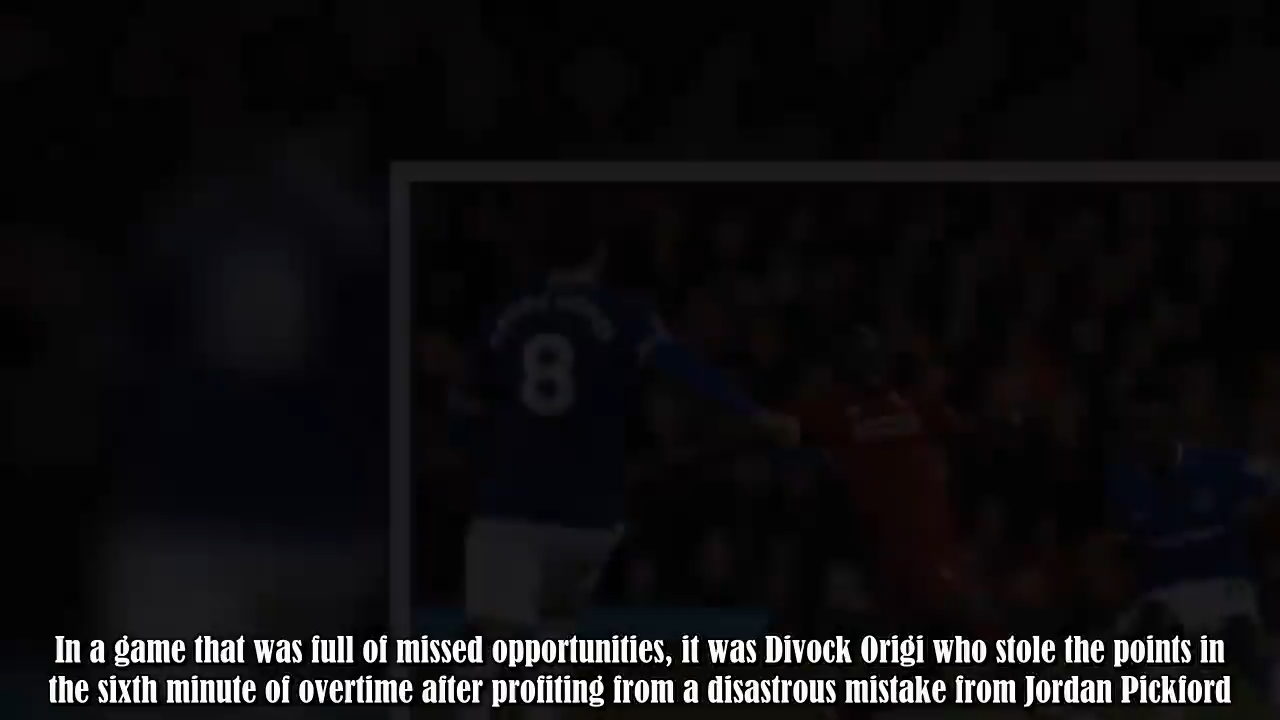 8
In a game that was full of missed opportunities, it was Divock Origi who stole the points in
the sixth minute of overtime after profiting from a disastrous mistake from Jordan Pickford